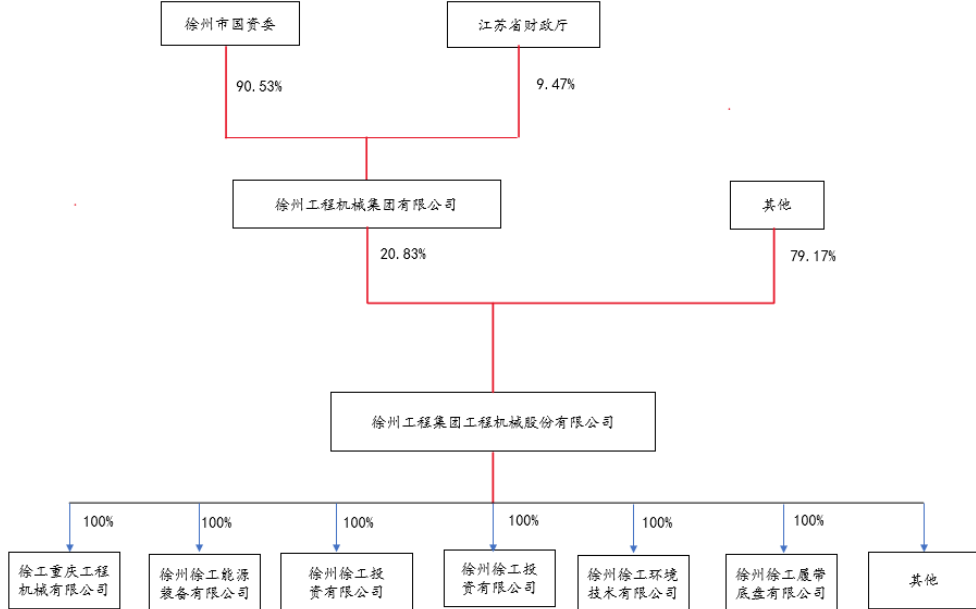 徐州市国资委
江苏省财政厅
90.53%
9.47%
徐州工程机械集团有限公司
其他
20.83%
79.17%
徐州工程集团工程机械股份有限公司
100%
100%
100%
100%
100%
100%
徐工重庆工程
机械有限公司
徐州徐工能源
装备有限公司
徐州徐工投
资有限公司
徐州徐工投
资有限公司
徐州徐工环境
技术有限公司
徐州徐工履带
底盘有限公司
其他